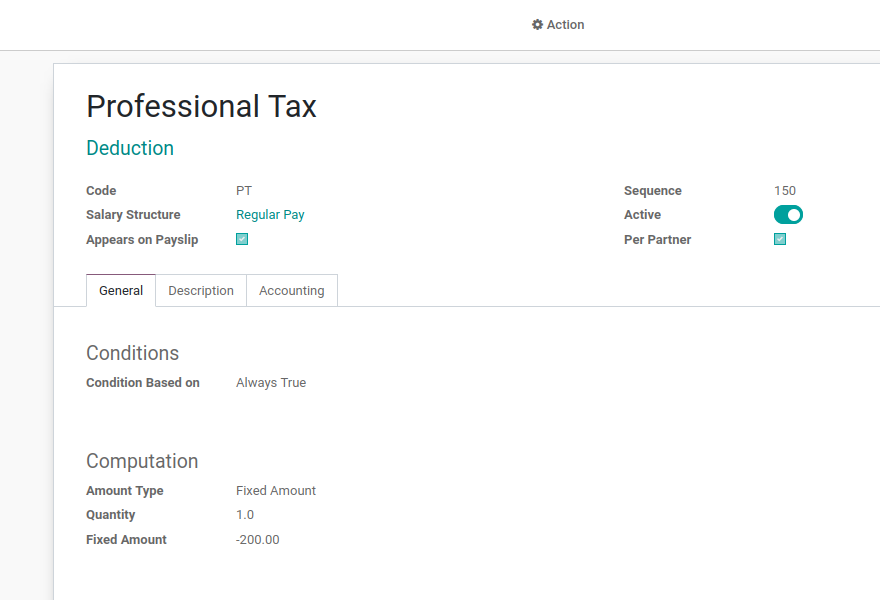 Action
Professional Tax
Deduction
Code PT Sequence 150
Salary Structure Regular Pay Active
Appears on Payslip Per Partner
General Description Accounting
Conditions
Condition Based on Always True
Computation
Amount Type Fixed Amount
Quantity 1.0
Fixed Amount -200.00